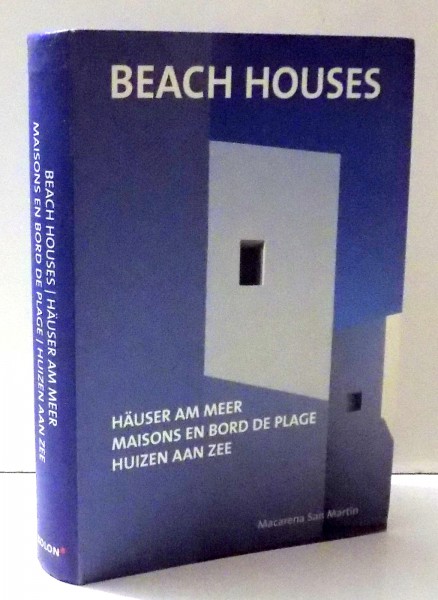 BEACH HOUSES
HÄUSER AM MEER
MAISONS EN BORD DE PLAGE
HUIZEN AAN ZEE
Macarena San Martín
BEACH HOUSES | HÄUSER AM MEER
MAISONS EN BORD DE PLAGE | HUIZEN AAN ZEE